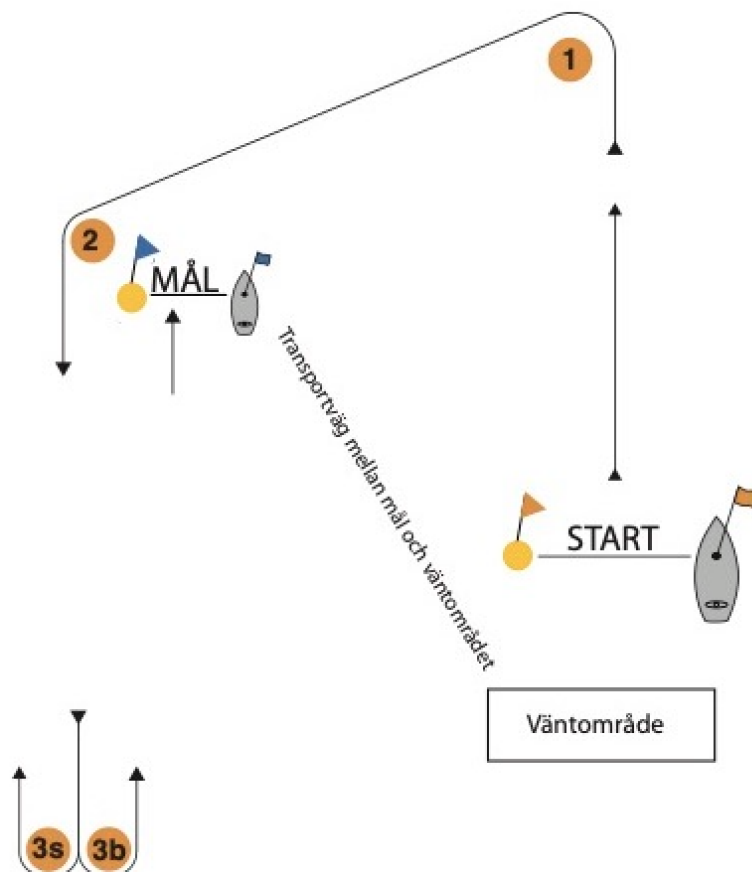 1
2
MÅL
Transportväg mellan mål och väntområdet
START
Väntområde
3s
3b